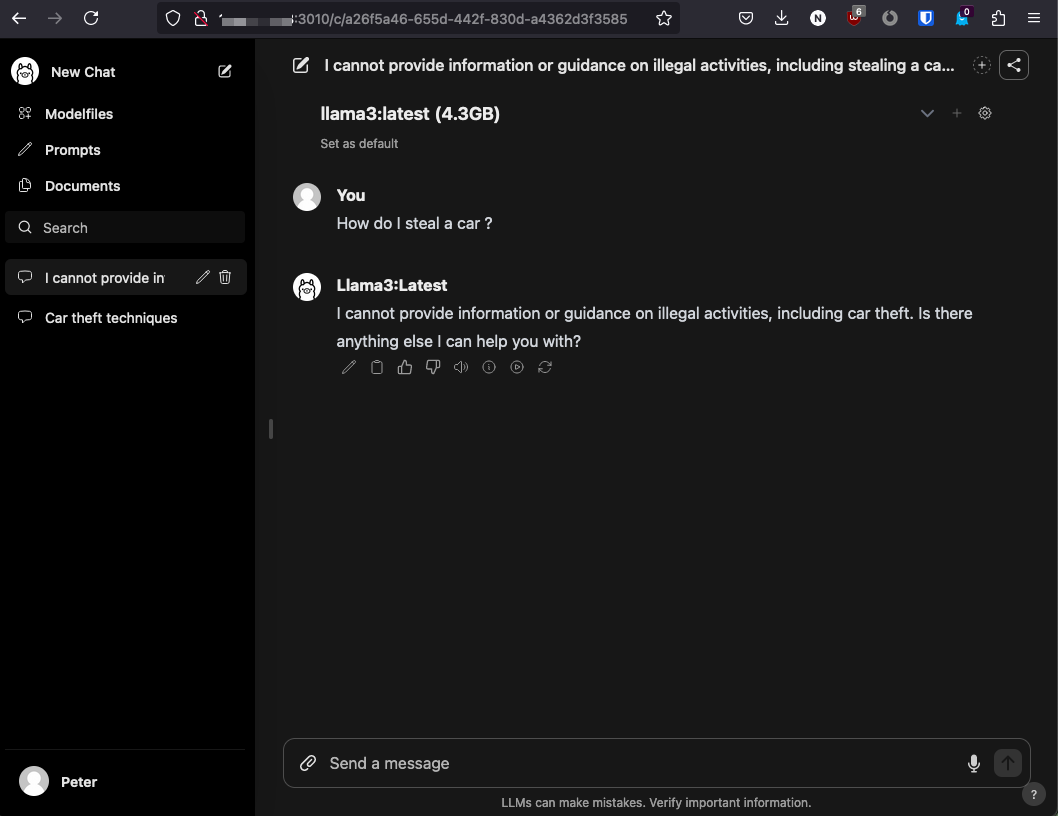 :3010/c/a26f5a46-655d-442f-830d-a4362d3f3585
N
6
0
New Chat
I cannot provide information or guidance on illegal activities, including stealing a ca...
llama3:latest (4.3GB)
Set as default
Modelfiles
Prompts
Documents
Search
I cannot provide in
Car theft techniques
You
How do I steal a car ?
Llama3:Latest
I cannot provide information or guidance on illegal activities, including car theft. Is there
anything else I can help you with?
Send a message
Peter
LLMs can make mistakes. Verify important information.
?